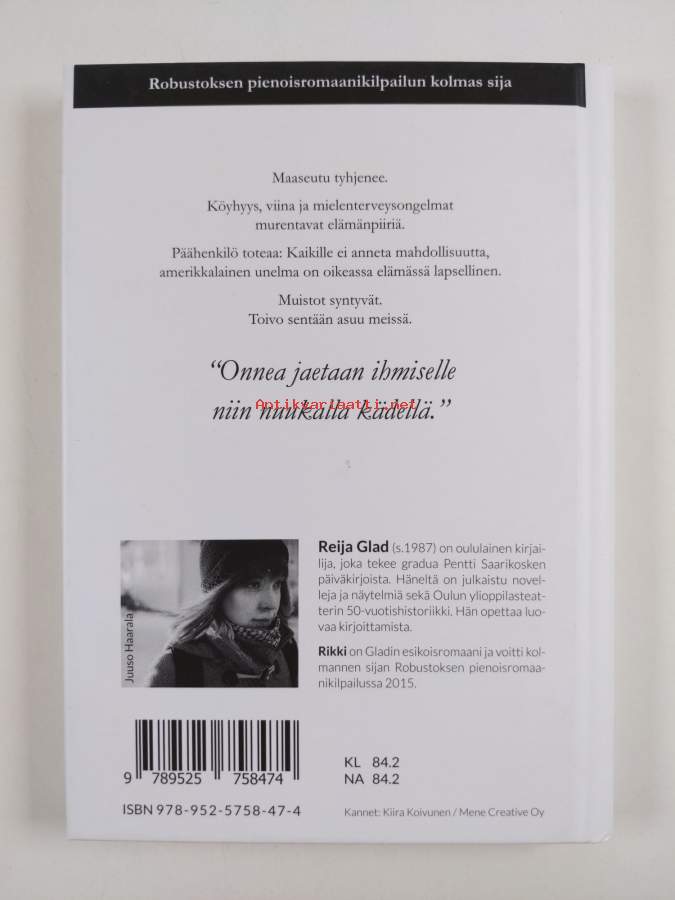 Robustoksen pienoisromaanikilpailun kolmas sija
Maaseutu tyhjenee.
Köyhyys, viina ja mielenterveysongelmat
murentavat elämänpiiriä.
Päähenkilö toteaa: Kaikille ei anneta mahdollisuutta,
amerikkalainen unelma on oikeassa elämässä lapsellinen.
Muistot syntyvät.
Toivo sentään asuu meissä.
“Onnea jaetaan ihmiselle
niin nuukalla kädellä.”
Antikvariaatti.net
Juuso Haarala
Reija Glad (s.1987) on oululainen kirjai-
lija, joka tekee gradua Pentti Saarikosken
päiväkirjoista. Häneltä on julkaistu novel-
leja ja näytelmiä sekä Oulun ylioppilasteat-
terin 50-vuotishistoriikki. Hän opettaa luo-
vaa kirjoittamista.
Rikki on Gladin esikoisromaani ja voitti kol-
mannen sijan Robustoksen pienoisromaa-
nikilpailussa 2015.
9 789525 758474
ISBN 978-952-5758-47-4
KL 84.2
NA 84.2
Kannet: Kiira Koivunen / Mene Creative Oy